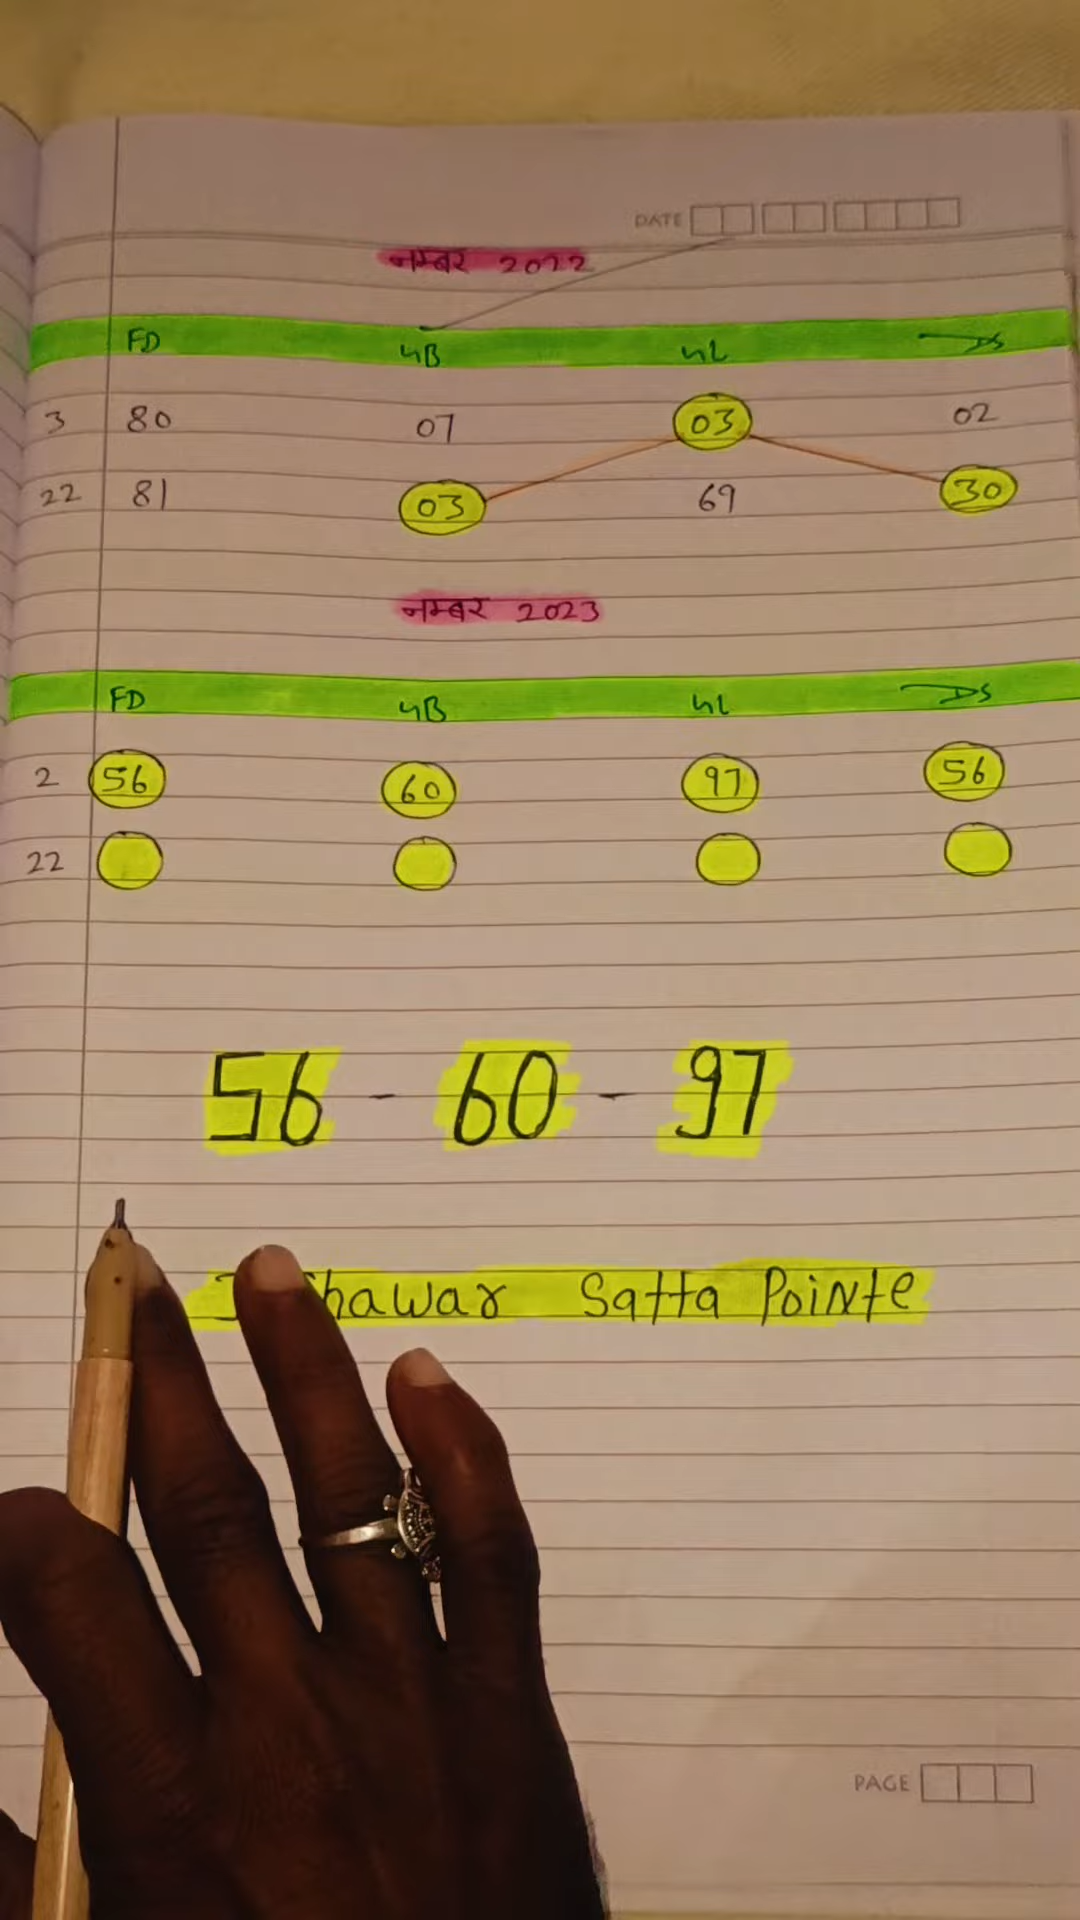 DATE
नम्बर 2022
FD GB GL DS
3 80 07 03 02
22 81 03 69 30
नम्बर 2023
FD GB GL DS
2 56 60 97 56
22
56 - 60 - 97
Satta Pointe
PAGE